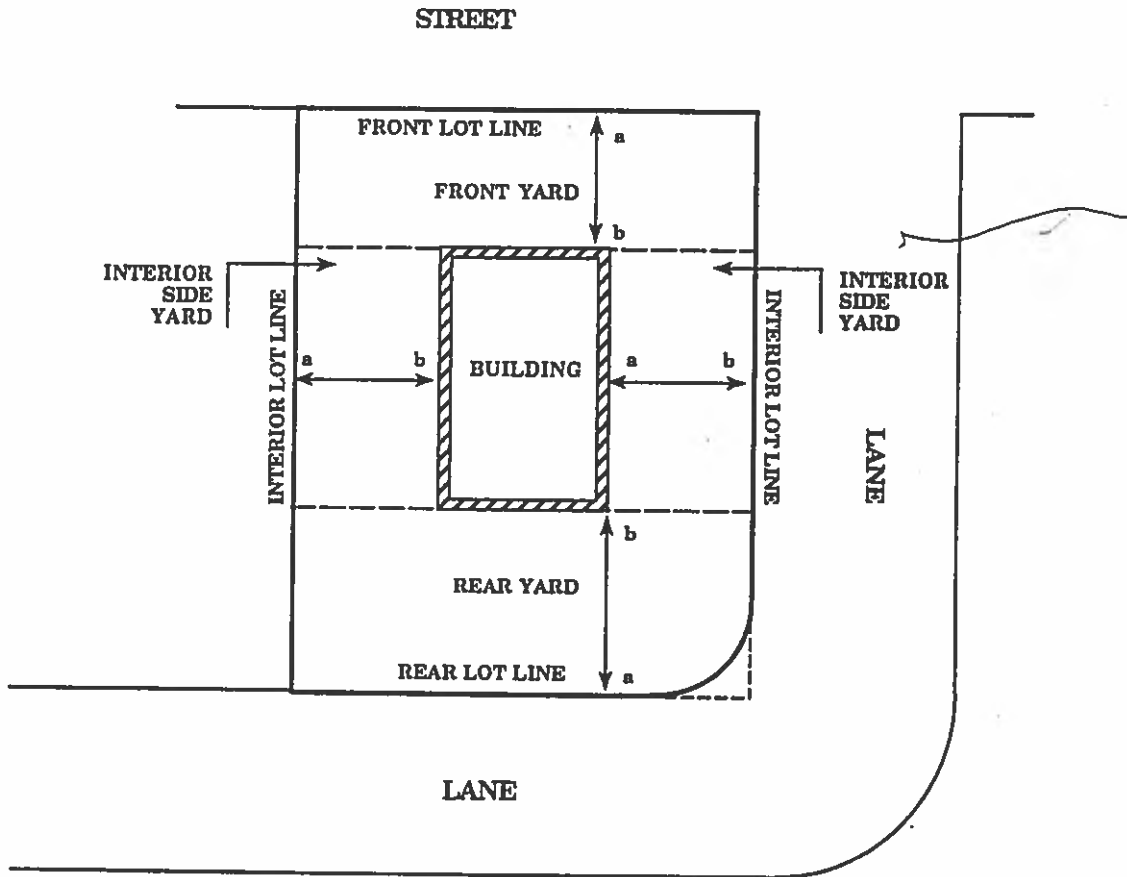 STREET
FRONT LOT LINE
a
FRONT YARD
b
INTERIOR
SIDE
YARD
INTERIOR
SIDE
YARD
INTERIOR LOT LINE
a
b
BUILDING
a
b
INTERIOR LOT LINE
LANE
b
REAR YARD
REAR LOT LINE
a
LANE